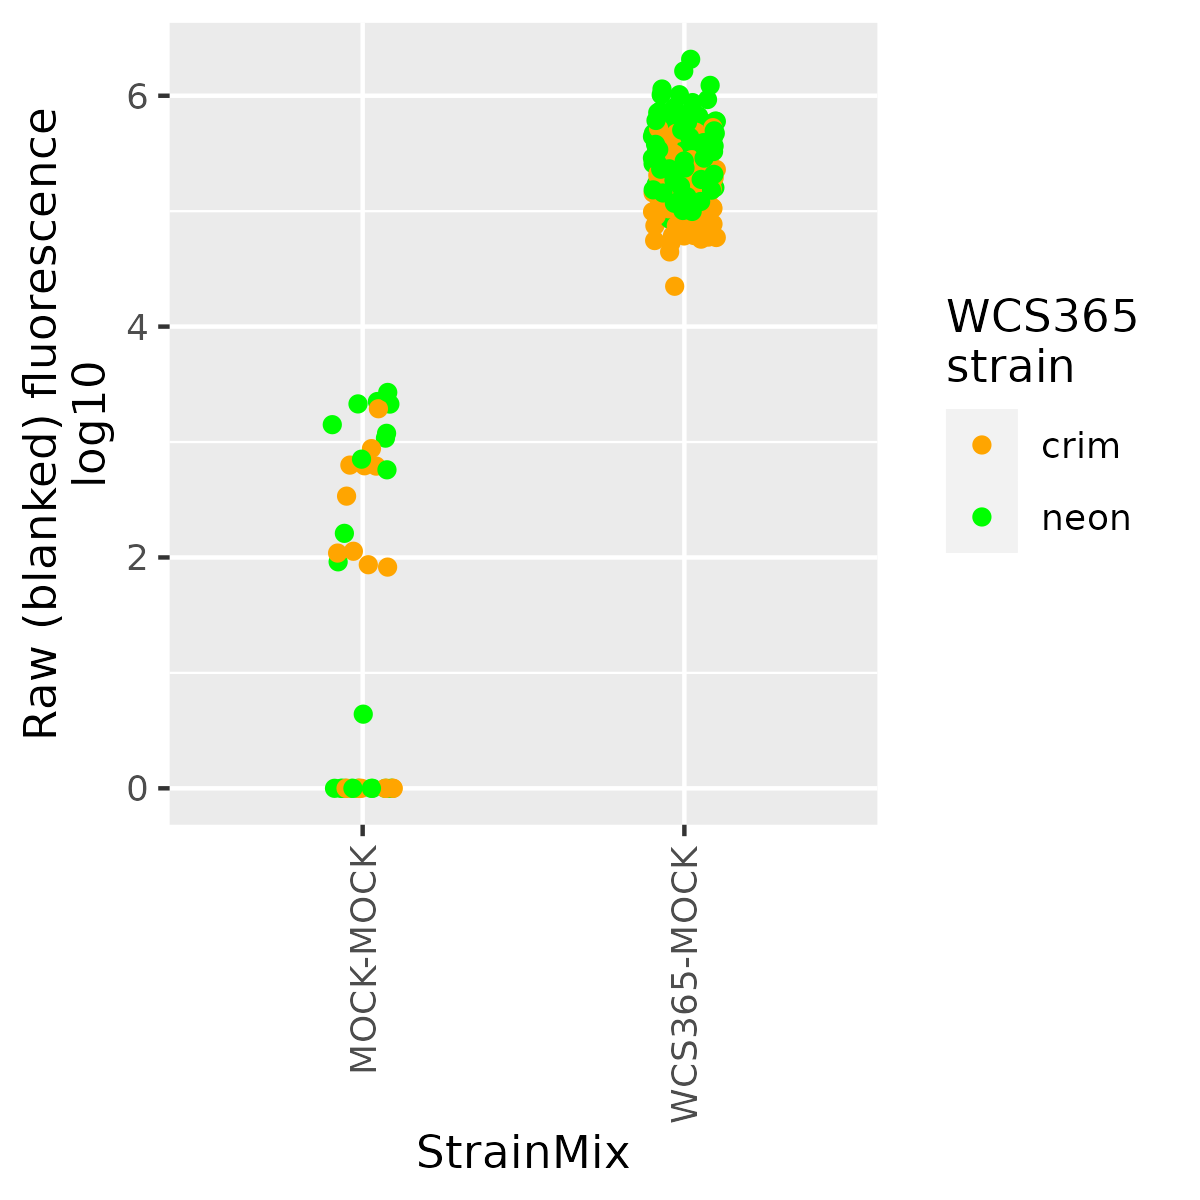 Raw (blanked) fluorescence
log10
6
4
2
0
MOCK-MOCK
WCS365-MOCK
StrainMix
WCS365
strain
crim
neon